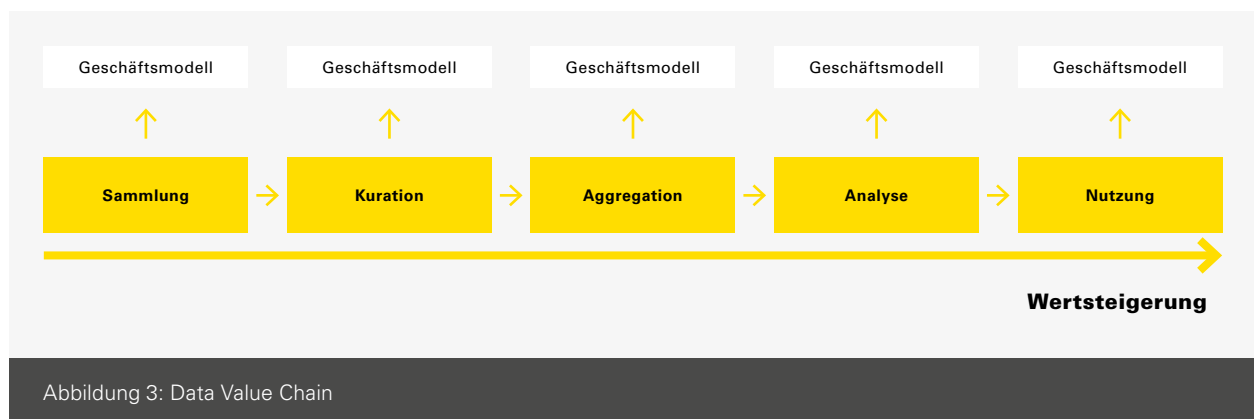 Geschäftsmodell Geschäftsmodell Geschäftsmodell Geschäftsmodell Geschäftsmodell
Sammlung Kuration Aggregation Analyse Nutzung
Wertsteigerung
Abbildung 3: Data Value Chain